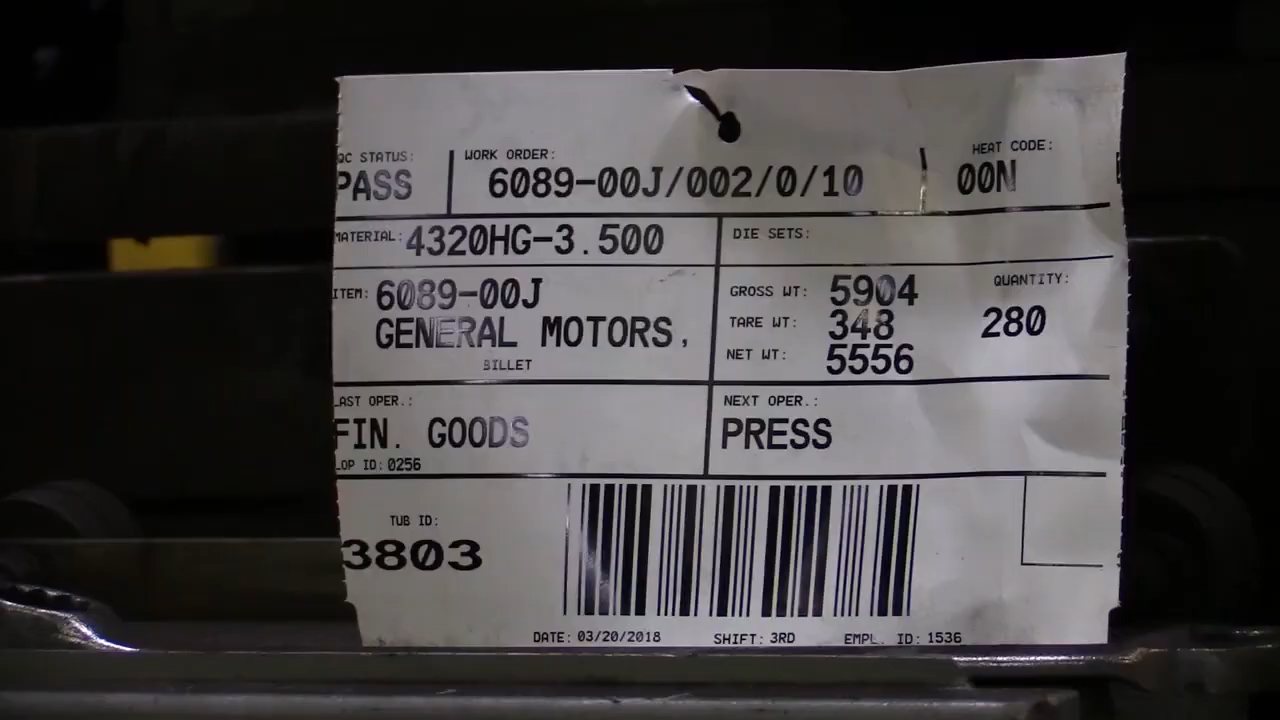 QC STATUS: WORK ORDER: HEAT CODE:
PASS 6089-00J/002/0/10 00N
MATERIAL: 4320HG-3.500 DIE SETS:
ITEM: 6089-00J GROSS WT: 5904 QUANTITY:
GENERAL MOTORS, TARE WT: 348 280
BILLET NET WT: 5556
LAST OPER.: NEXT OPER.:
FIN. GOODS PRESS
LOP ID: 0256
TUB ID:
3803
DATE: 03/20/2018 SHIFT: 3RD EMPL. ID: 1536